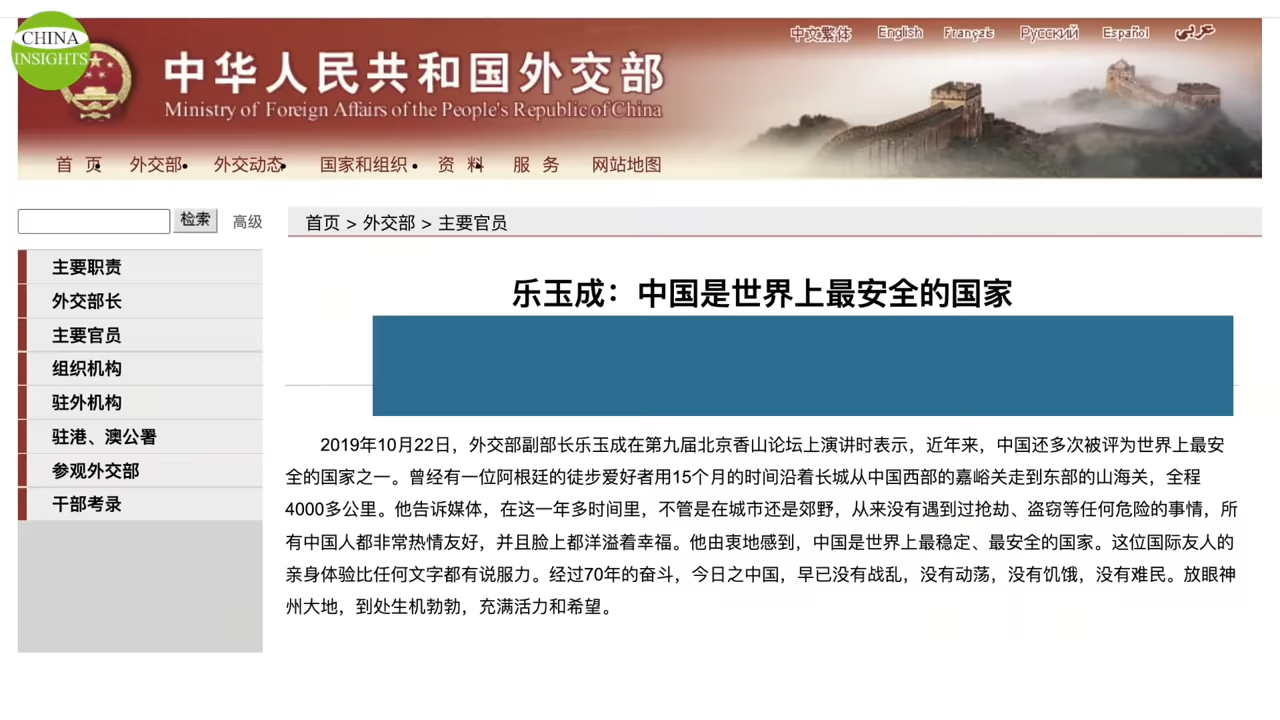 CHINA
INSIGHTS
中文繁体 English Français Русский Español عربي
中华人民共和国外交部
Ministry of Foreign Affairs of the People's Republic of China
首 页 外交部 外交动态 国家和组织 资 料 服 务 网站地图
检索 高级
首页 > 外交部 > 主要官员
主要职责
外交部长
主要官员
组织机构
驻外机构
驻港、澳公署
参观外交部
干部考录
乐玉成：中国是世界上最安全的国家
2019年10月22日，外交部副部长乐玉成在第九届北京香山论坛上演讲时表示，近年来，中国还多次被评为世界上最安
全的国家之一。曾经有一位阿根廷的徒步爱好者用15个月的时间沿着长城从中国西部的嘉峪关走到东部的山海关，全程
4000多公里。他告诉媒体，在这一年多时间里，不管是在城市还是郊野，从来没有遇到过抢劫、盗窃等任何危险的事情，所
有中国人都非常热情友好，并且脸上都洋溢着幸福。他由衷地感到，中国是世界上最稳定、最安全的国家。这位国际友人的
亲身体验比任何文字都有说服力。经过70年的奋斗，今日之中国，早已没有战乱，没有动荡，没有饥饿，没有难民。放眼神
州大地，到处生机勃勃，充满活力和希望。